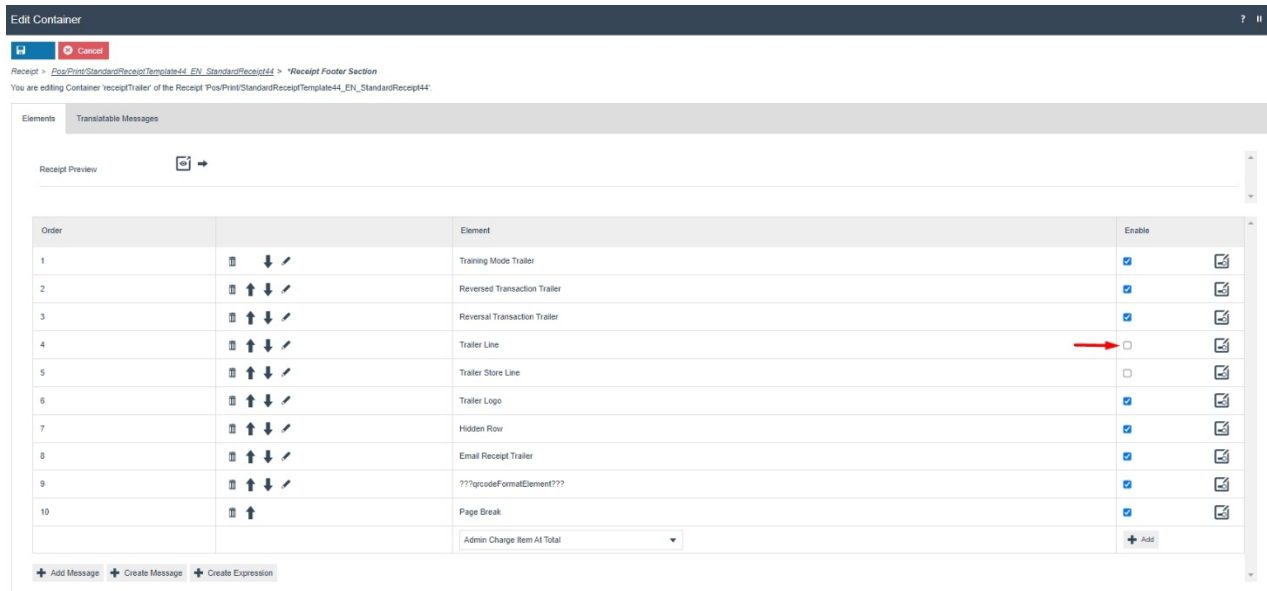 Edit Container
?
Cancel
Receipt > Pos/Print/StandardReceiptTemplate44_EN_StandardReceipt44 > *Receipt Footer Section
You are editing Container 'receiptTrailer' of the Receipt 'Pos/Print/StandardReceiptTemplate44_EN_StandardReceipt44'.
Elements Translatable Messages
Receipt Preview
Order Element Enable
1 Training Mode Trailer
2 Reversed Transaction Trailer
3 Reversal Transaction Trailer
4 Trailer Line
5 Trailer Store Line
6 Trailer Logo
7 Hidden Row
8 Email Receipt Trailer
9 ???qrcodeFormatElement???
10 Page Break
Admin Charge Item At Total Add
Add Message Create Message Create Expression